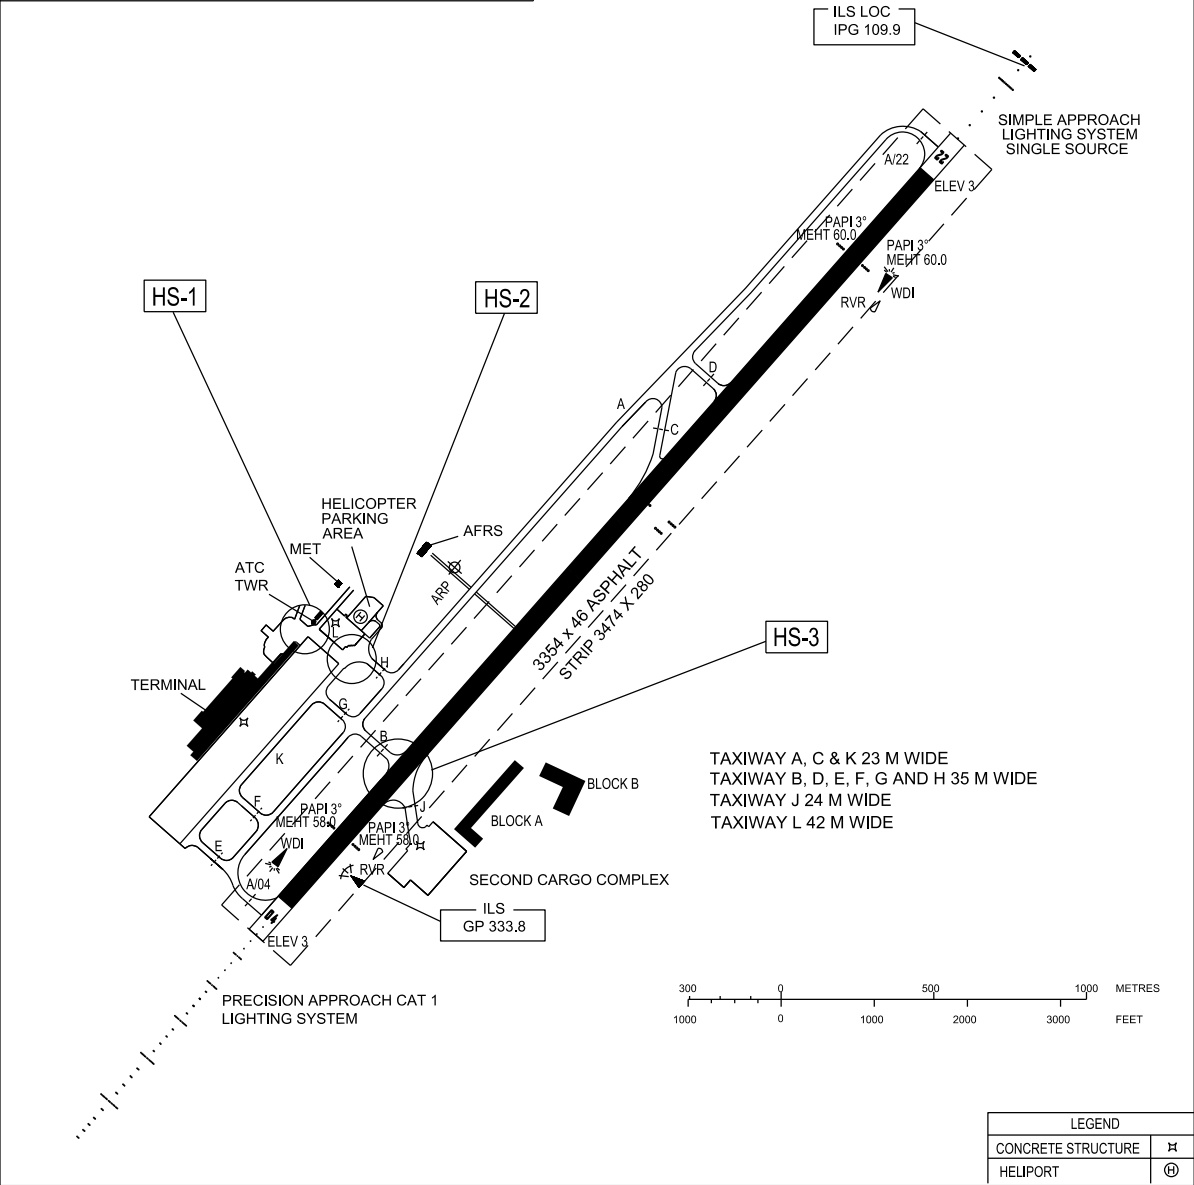 ILS LOC
IPG 109.9
SIMPLE APPROACH
LIGHTING SYSTEM
SINGLE SOURCE
22
A/22
ELEV 3
PAPI 3°
MEHT 60.0
PAPI 3°
MEHT 60.0
WDI
RVR
HS-1
HS-2
D
A
C
HELICOPTER
PARKING
AREA
AFRS
MET
ATC
TWR
ARP
H
L
3354 x 46 ASPHALT
STRIP 3474 X 280
HS-3
H
TERMINAL
G
B
K
TAXIWAY A, C & K 23 M WIDE
TAXIWAY B, D, E, F, G AND H 35 M WIDE
TAXIWAY J 24 M WIDE
TAXIWAY L 42 M WIDE
BLOCK B
BLOCK A
F
J
PAPI 3°
MEHT 58.0
PAPI 3°
MEHT 58.0
E
WDI
RVR
A/04
SECOND CARGO COMPLEX
ILS
GP 333.8
04
ELEV 3
PRECISION APPROACH CAT 1
LIGHTING SYSTEM
300 0 500 1000 METRES
1000 0 1000 2000 3000 FEET
LEGEND
CONCRETE STRUCTURE
HELIPORT H